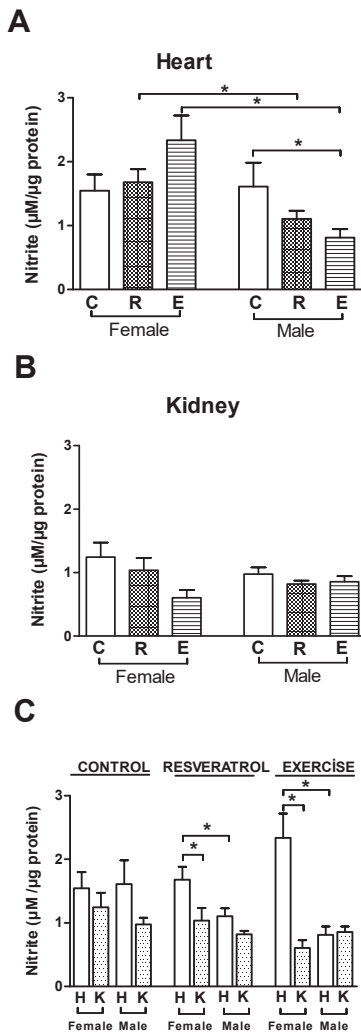 A
Heart
* 
*
*
Nitrite (µM/µg protein)
3
2
1
0
C R E C R E
Female Male
B
Kidney
Nitrite (µM/µg protein)
3
2
1
0
C R E C R E
Female Male
C
CONTROL RESVERATROL EXERCİSE
*
*
*
*
Nitrite (µM /µg protein)
3
2
1
0
H K H K H K H K H K H K
Female Male Female Male Female Male